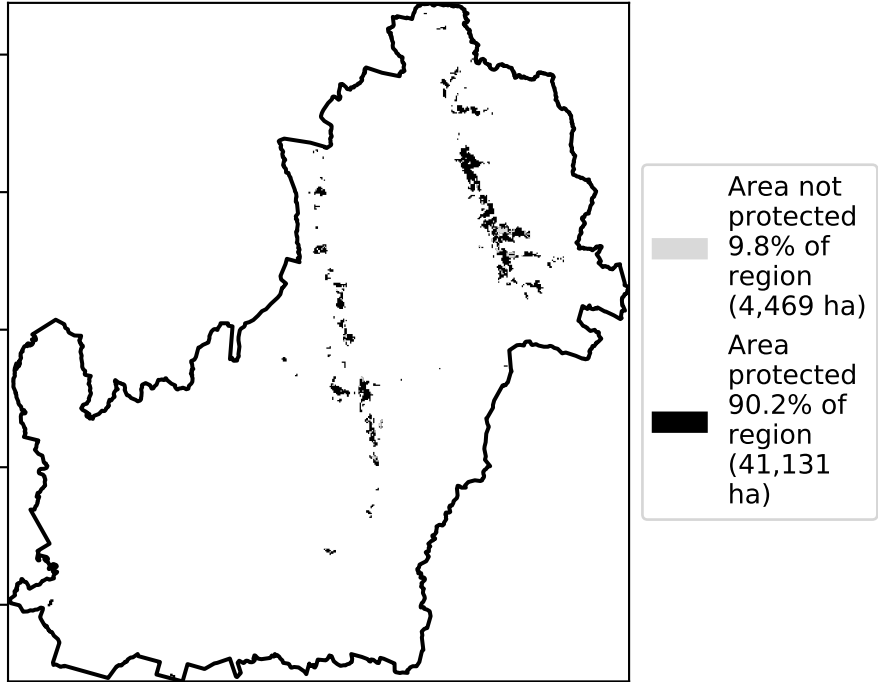 Area not
protected
9.8% of
region
(4,469 ha)
Area
protected
90.2% of
region
(41,131
ha)